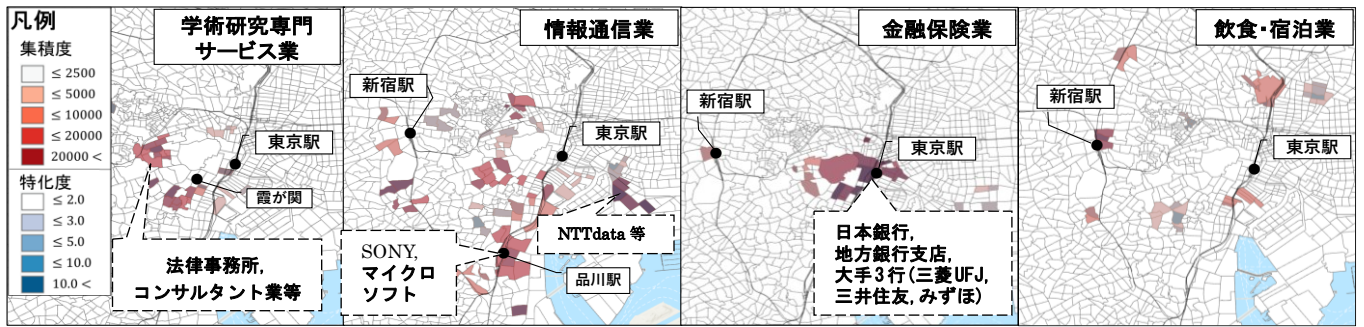 凡例
集積度
≤ 2500
≤ 5000
≤ 10000
≤ 20000
20000 <
特化度
≤ 2.0
≤ 3.0
≤ 5.0
≤ 10.0
10.0 <
学術研究専門
サービス業
東京駅
霞が関
法律事務所,
コンサルタント業等
情報通信業
新宿駅
東京駅
NTTdata 等
SONY,
マイクロ
ソフト
品川駅
金融保険業
新宿駅
東京駅
日本銀行,
地方銀行支店,
大手3行(三菱UFJ,
三井住友, みずほ)
飲食・宿泊業
新宿駅
東京駅